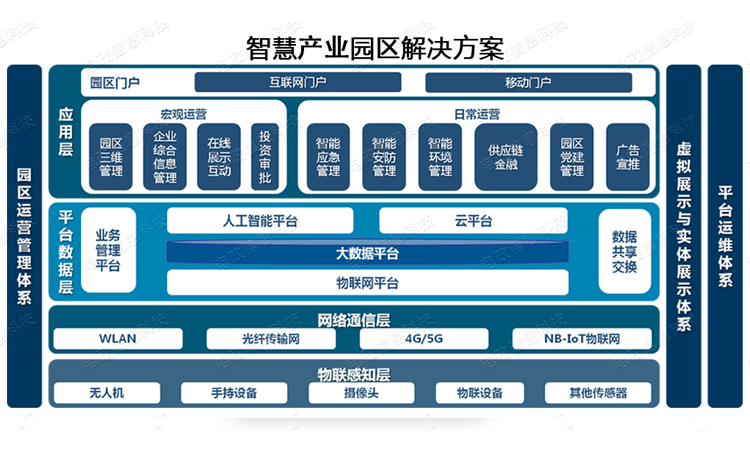 智慧产业园区解决方案
园区运营管理体系
应用层
园区门户
互联网门户
移动门户
宏观运营
园区
三维
管理
企业
综合
信息
管理
在线
展示
互动
投资审批
日常运营
智能
应急
管理
智能
安防
管理
智能
环境
管理
供应链
金融
园区
党建
管理
广告
宣推
平台数据层
业务
管理
平台
人工智能平台
云平台
大数据平台
物联网平台
数据
共享
交换
网络通信层
WLAN
光纤传输网
4G/5G
NB-IoT物联网
物联感知层
无人机
手持设备
摄像头
物联设备
其他传感器
虚拟展示与实体展示体系
平台运维体系